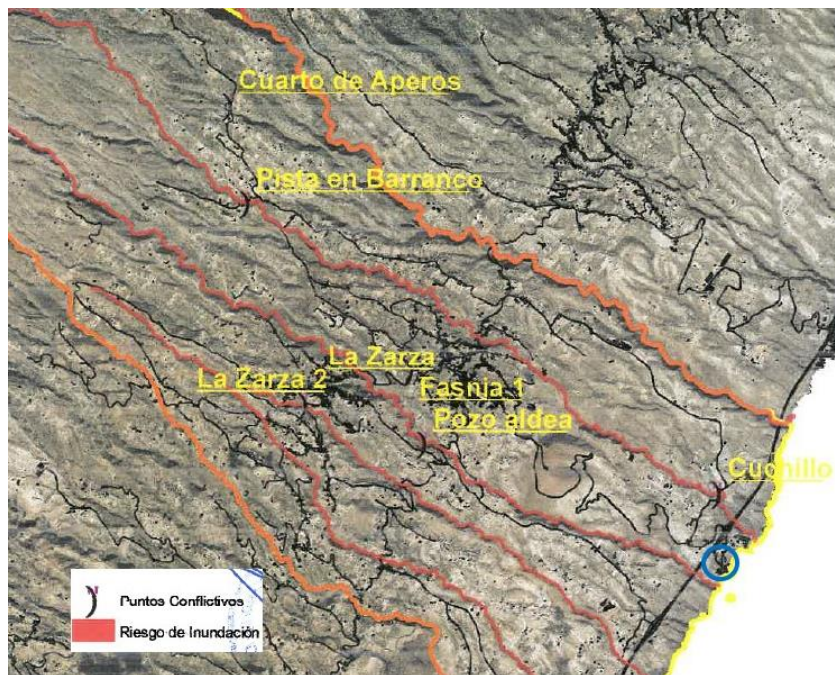 Cuarto de Aperos
Pista en Barranco
La Zarza
La Zarza 2
Fasnia 1
Pozo aldea
Cuchillo
Puntos Conflictivos
Riesgo de Inundación